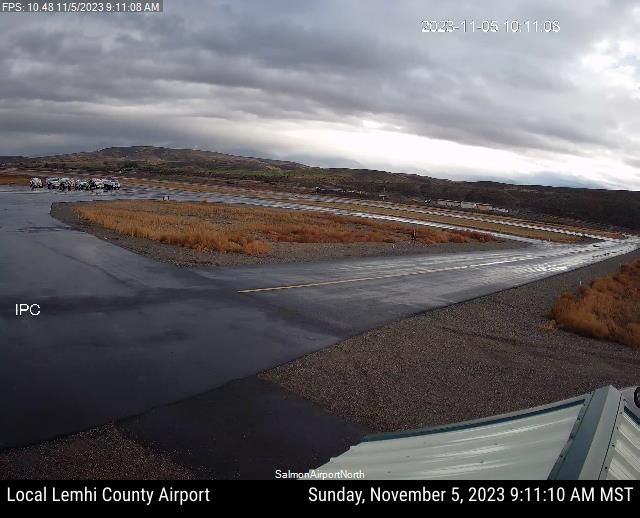 FPS: 10.48 11/5/2023 9:11:08 AM
2023-11-05 10:11:08
IPC
SalmonAirportNorth
Local Lemhi County Airport Sunday, November 5, 2023 9:11:10 AM MST